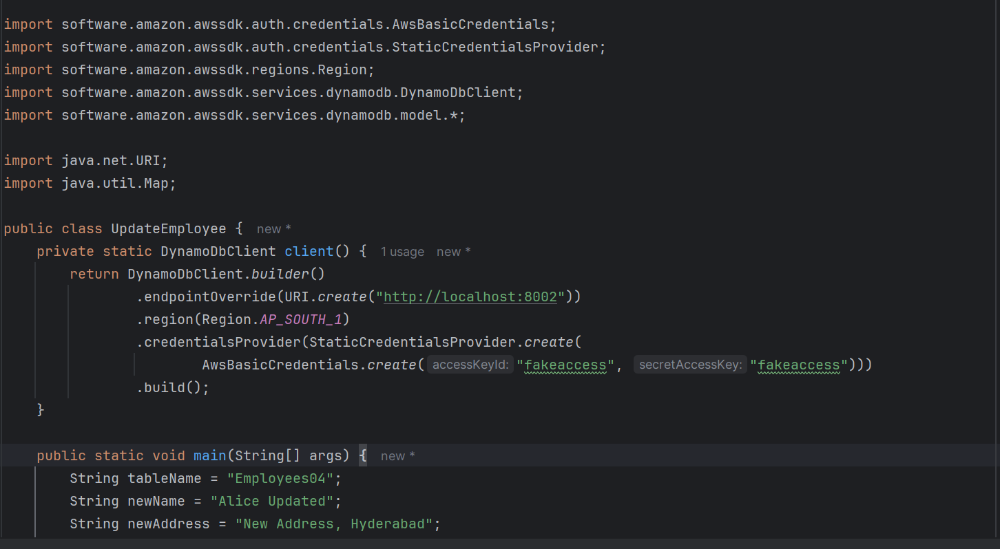 import software.amazon.awssdk.auth.credentials.AwsBasicCredentials;
import software.amazon.awssdk.auth.credentials.StaticCredentialsProvider;
import software.amazon.awssdk.regions.Region;
import software.amazon.awssdk.services.dynamodb.DynamoDbClient;
import software.amazon.awssdk.services.dynamodb.model.*;

import java.net.URI;
import java.util.Map;

public class UpdateEmployee { new *
    private static DynamoDbClient client() { 1 usage new *
        return DynamoDbClient.builder()
                .endpointOverride(URI.create("http://localhost:8002"))
                .region(Region.AP_SOUTH_1)
                .credentialsProvider(StaticCredentialsProvider.create(
                        AwsBasicCredentials.create( accessKeyId: "fakeaccess", secretAccessKey: "fakeaccess")))
                .build();
    }

    public static void main(String[] args) { new *
        String tableName = "Employees04";
        String newName = "Alice Updated";
        String newAddress = "New Address, Hyderabad";